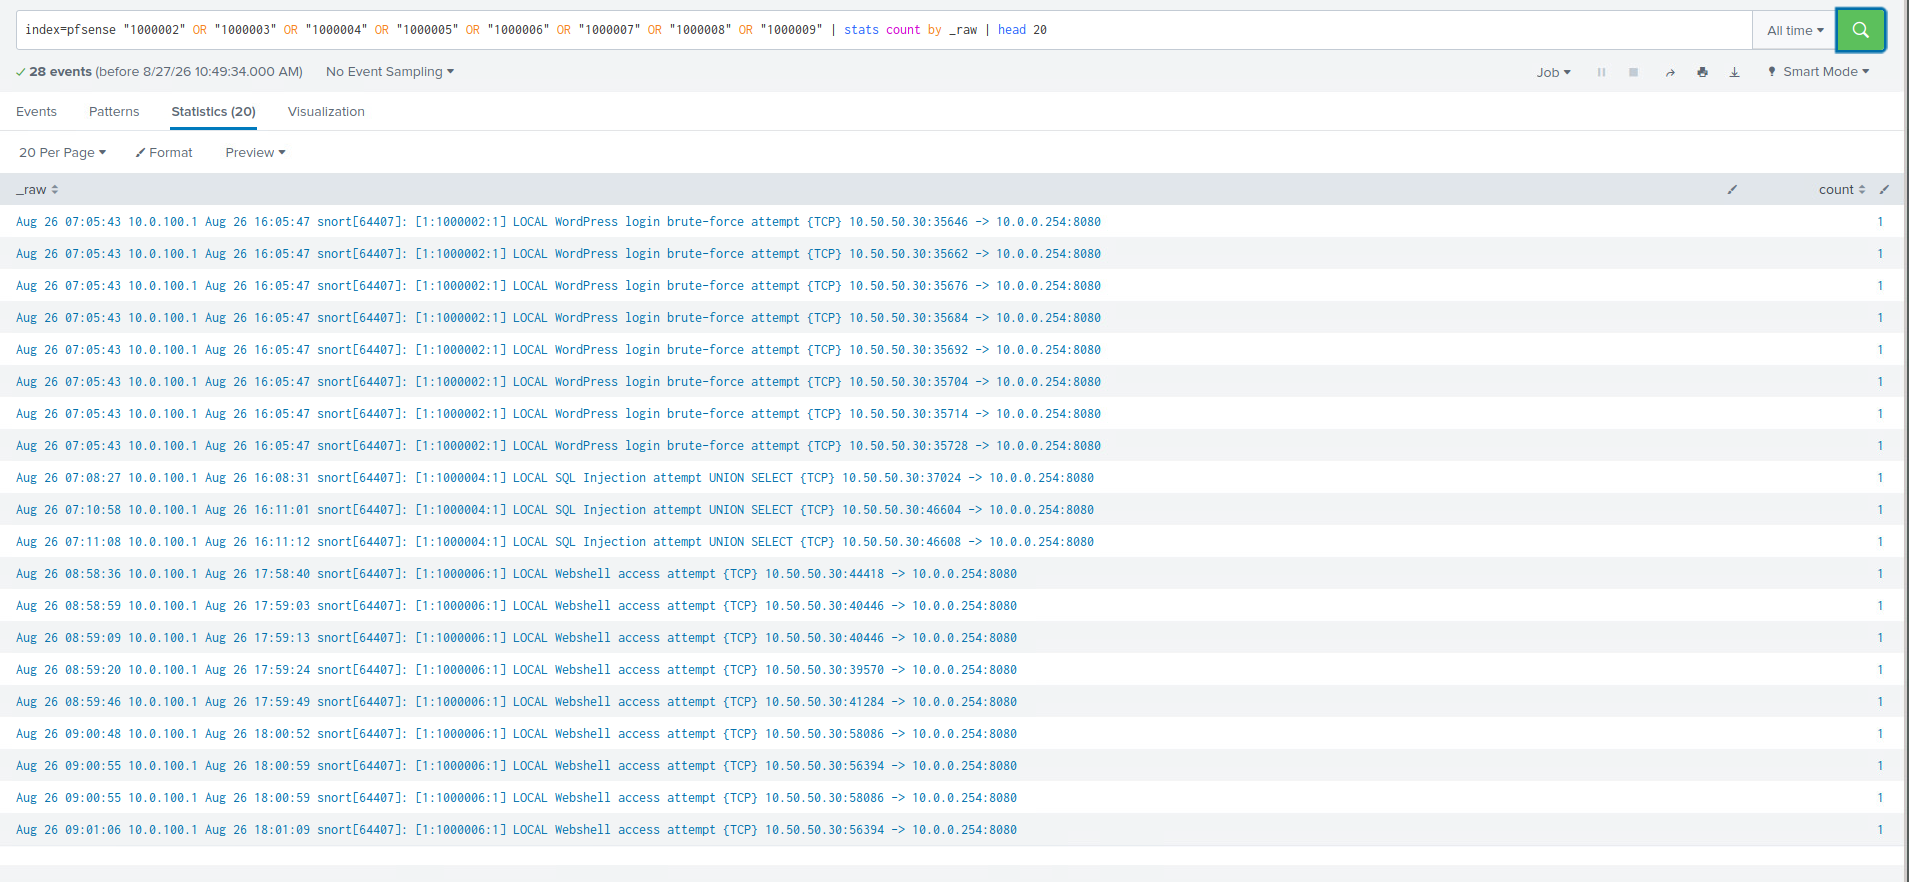 index=pfsense "1000002" OR "1000003" OR "1000004" OR "1000005" OR "1000006" OR "1000007" OR "1000008" OR "1000009" | stats count by _raw | head 20 All time
28 events (before 8/27/26 10:49:34.000 AM) No Event Sampling Job Smart Mode
Events Patterns Statistics (20) Visualization
20 Per Page Format Preview
_raw count
Aug 26 07:05:43 10.0.100.1 Aug 26 16:05:47 snort[64407]: [1:1000002:1] LOCAL WordPress login brute-force attempt {TCP} 10.50.50.30:35646 -> 10.0.0.254:8080 1
Aug 26 07:05:43 10.0.100.1 Aug 26 16:05:47 snort[64407]: [1:1000002:1] LOCAL WordPress login brute-force attempt {TCP} 10.50.50.30:35662 -> 10.0.0.254:8080 1
Aug 26 07:05:43 10.0.100.1 Aug 26 16:05:47 snort[64407]: [1:1000002:1] LOCAL WordPress login brute-force attempt {TCP} 10.50.50.30:35676 -> 10.0.0.254:8080 1
Aug 26 07:05:43 10.0.100.1 Aug 26 16:05:47 snort[64407]: [1:1000002:1] LOCAL WordPress login brute-force attempt {TCP} 10.50.50.30:35684 -> 10.0.0.254:8080 1
Aug 26 07:05:43 10.0.100.1 Aug 26 16:05:47 snort[64407]: [1:1000002:1] LOCAL WordPress login brute-force attempt {TCP} 10.50.50.30:35692 -> 10.0.0.254:8080 1
Aug 26 07:05:43 10.0.100.1 Aug 26 16:05:47 snort[64407]: [1:1000002:1] LOCAL WordPress login brute-force attempt {TCP} 10.50.50.30:35704 -> 10.0.0.254:8080 1
Aug 26 07:05:43 10.0.100.1 Aug 26 16:05:47 snort[64407]: [1:1000002:1] LOCAL WordPress login brute-force attempt {TCP} 10.50.50.30:35714 -> 10.0.0.254:8080 1
Aug 26 07:05:43 10.0.100.1 Aug 26 16:05:47 snort[64407]: [1:1000002:1] LOCAL WordPress login brute-force attempt {TCP} 10.50.50.30:35728 -> 10.0.0.254:8080 1
Aug 26 07:08:27 10.0.100.1 Aug 26 16:08:31 snort[64407]: [1:1000004:1] LOCAL SQL Injection attempt UNION SELECT {TCP} 10.50.50.30:37024 -> 10.0.0.254:8080 1
Aug 26 07:10:58 10.0.100.1 Aug 26 16:11:01 snort[64407]: [1:1000004:1] LOCAL SQL Injection attempt UNION SELECT {TCP} 10.50.50.30:46604 -> 10.0.0.254:8080 1
Aug 26 07:11:08 10.0.100.1 Aug 26 16:11:12 snort[64407]: [1:1000004:1] LOCAL SQL Injection attempt UNION SELECT {TCP} 10.50.50.30:46608 -> 10.0.0.254:8080 1
Aug 26 08:58:36 10.0.100.1 Aug 26 17:58:40 snort[64407]: [1:1000006:1] LOCAL Webshell access attempt {TCP} 10.50.50.30:44418 -> 10.0.0.254:8080 1
Aug 26 08:58:59 10.0.100.1 Aug 26 17:59:03 snort[64407]: [1:1000006:1] LOCAL Webshell access attempt {TCP} 10.50.50.30:40446 -> 10.0.0.254:8080 1
Aug 26 08:59:09 10.0.100.1 Aug 26 17:59:13 snort[64407]: [1:1000006:1] LOCAL Webshell access attempt {TCP} 10.50.50.30:40446 -> 10.0.0.254:8080 1
Aug 26 08:59:20 10.0.100.1 Aug 26 17:59:24 snort[64407]: [1:1000006:1] LOCAL Webshell access attempt {TCP} 10.50.50.30:39570 -> 10.0.0.254:8080 1
Aug 26 08:59:46 10.0.100.1 Aug 26 17:59:49 snort[64407]: [1:1000006:1] LOCAL Webshell access attempt {TCP} 10.50.50.30:41284 -> 10.0.0.254:8080 1
Aug 26 09:00:48 10.0.100.1 Aug 26 18:00:52 snort[64407]: [1:1000006:1] LOCAL Webshell access attempt {TCP} 10.50.50.30:58086 -> 10.0.0.254:8080 1
Aug 26 09:00:55 10.0.100.1 Aug 26 18:00:59 snort[64407]: [1:1000006:1] LOCAL Webshell access attempt {TCP} 10.50.50.30:56394 -> 10.0.0.254:8080 1
Aug 26 09:00:55 10.0.100.1 Aug 26 18:00:59 snort[64407]: [1:1000006:1] LOCAL Webshell access attempt {TCP} 10.50.50.30:58086 -> 10.0.0.254:8080 1
Aug 26 09:01:06 10.0.100.1 Aug 26 18:01:09 snort[64407]: [1:1000006:1] LOCAL Webshell access attempt {TCP} 10.50.50.30:56394 -> 10.0.0.254:8080 1